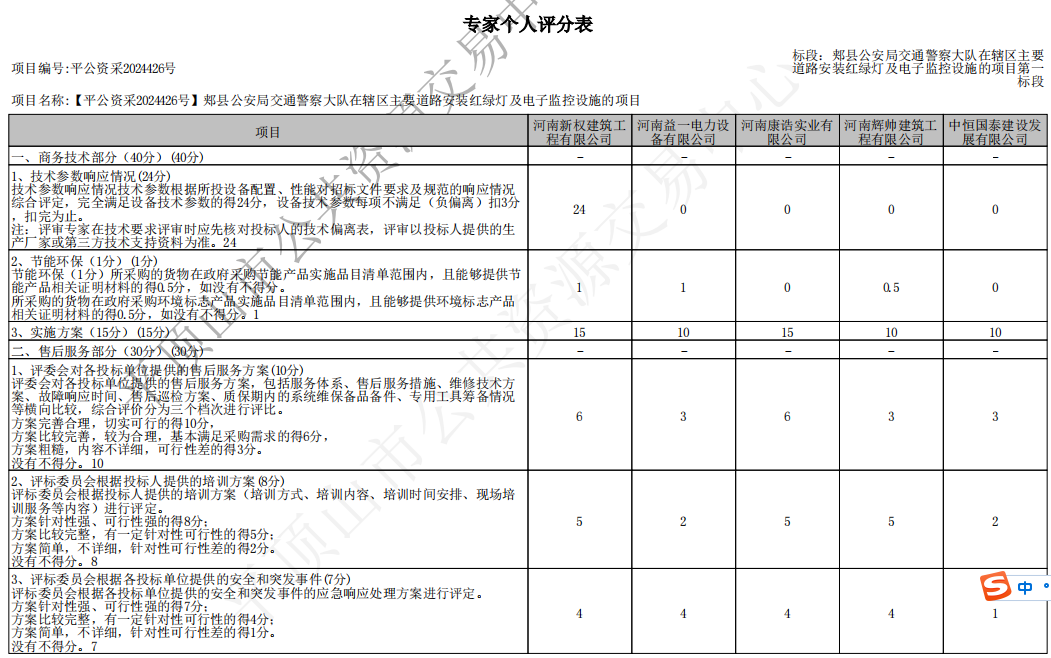 专家个人评分表
标段：郏县公安局交通警察大队在辖区主要
道路安装红绿灯及电子监控设施的项目第一
标段
项目编号:平公资采2024426号
项目名称:【平公资采2024426号】郏县公安局交通警察大队在辖区主要道路安装红绿灯及电子监控设施的项目
项目
河南新权建筑工
程有限公司
河南益一电力设
备有限公司
河南康诰实业有
限公司
河南辉帅建筑工
程有限公司
中恒国泰建设发
展有限公司
一、商务技术部分（40分）(40分) - - - - -
1、技术参数响应情况(24分)
技术参数响应情况技术参数根据所投设备配置、性能对招标文件要求及规范的响应情况
综合评定，完全满足设备技术参数的得24分，设备技术参数每项不满足（负偏离）扣3分
，扣完为止。
注：评审专家在技术要求评审时应先核对投标人的技术偏离表，评审以投标人提供的生
产厂家或第三方技术支持资料为准。24
24 0 0 0 0
2、节能环保（1分）(1分)
节能环保（1分）所采购的货物在政府采购节能产品实施品目清单范围内，且能够提供节
能产品相关证明材料的得0.5分，如没有不得分。
所采购的货物在政府采购环境标志产品实施品目清单范围内，且能够提供环境标志产品
相关证明材料的得0.5分，如没有不得分。1
1 1 0 0.5 0
3、实施方案（15分）(15分) 15 10 15 10 10
二、售后服务部分（30分）(30分) - - - - -
1、评委会对各投标单位提供的售后服务方案(10分)
评委会对各投标单位提供的售后服务方案，包括服务体系、售后服务措施、维修技术方
案、故障响应时间、售后巡检方案、质保期内的系统维保备品备件、专用工具筹备情况
等横向比较，综合评价分为三个档次进行评比。
方案完善合理，切实可行的得10分，
方案比较完善，较为合理，基本满足采购需求的得6分，
方案粗糙，内容不详细，可行性差的得3分。
没有不得分。10
6 3 6 3 3
2、评标委员会根据投标人提供的培训方案(8分)
评标委员会根据投标人提供的培训方案（培训方式、培训内容、培训时间安排、现场培
训服务等内容）进行评定。
方案针对性强、可行性强的得8分；
方案比较完整，有一定针对性可行性的得5分；
方案简单，不详细，针对性可行性差的得2分。
没有不得分。8
5 2 5 5 2
3、评标委员会根据各投标单位提供的安全和突发事件(7分)
评标委员会根据各投标单位提供的安全和突发事件的应急响应处理方案进行评定。
方案针对性强、可行性强的得7分；
方案比较完整，有一定针对性可行性的得4分；
方案简单，不详细，针对性可行性差的得1分。
没有不得分。7
4 4 4 4 1
平顶山市公共资源交易中
平顶山市公共资源交易中心
S 中